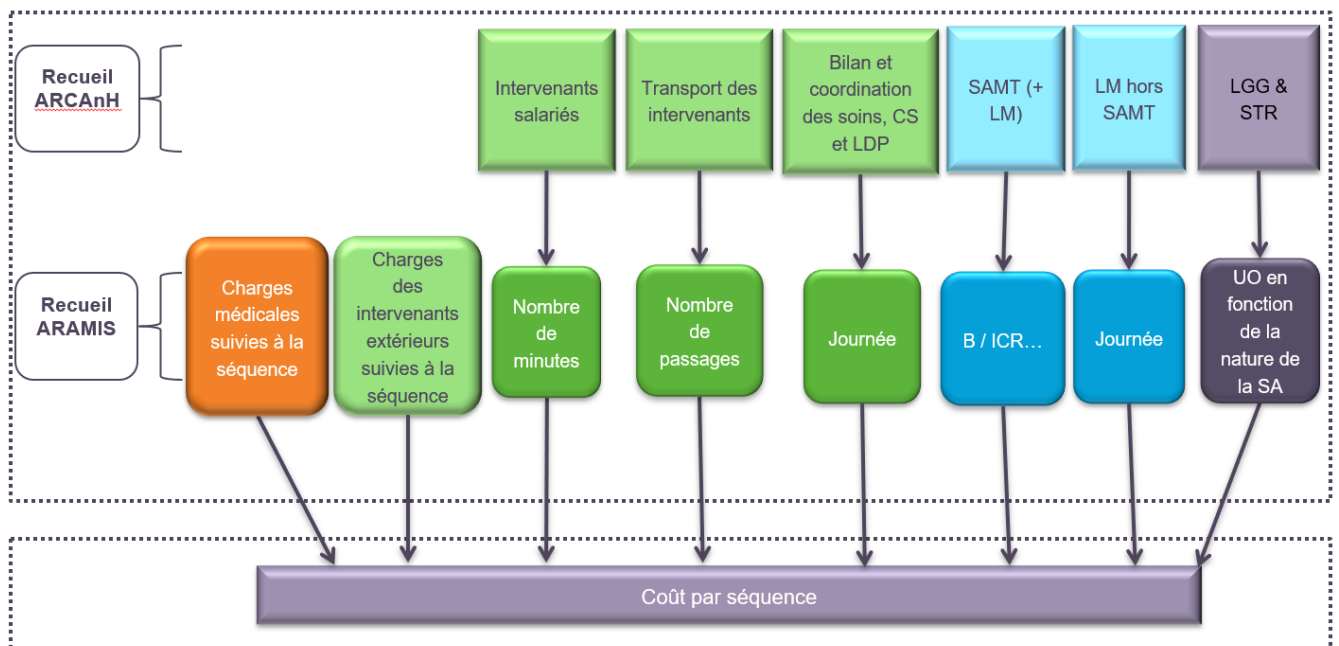 Recueil
ARCAnH
Intervenants
salariés
Transport des
intervenants
Bilan et
coordination
des soins, CS
et LDP
SAMT (+
LM)
LM hors
SAMT
LGG &
STR
Recueil
ARAMIS
Charges
médicales
suivies à la
séquence
Charges
des
intervenants
extérieurs
suivies à la
séquence
Nombre
de
minutes
Nombre
de
passages
Journée
B / ICR…
Journée
UO en
fonction
de la
nature de
la SA
Coût par séquence